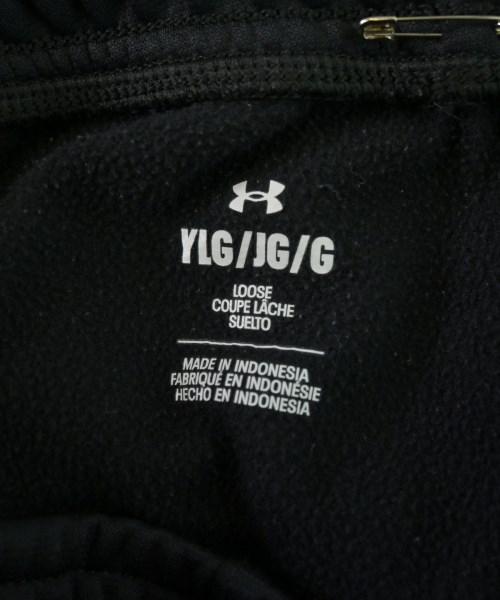 YLG/JG/G
LOOSE
COUPE LÂCHE
SUELTO
MADE IN INDONESIA
FABRIQUÉ EN INDONÉSIE
HECHO EN INDONESIA